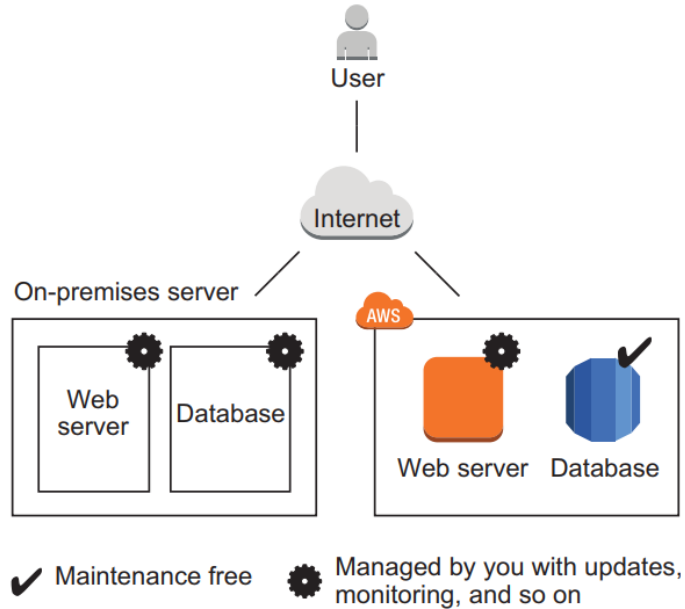 User
Internet
On-premises server
AWS
Web
server
Database
Web server
Database
Maintenance free
Managed by you with updates,
monitoring, and so on